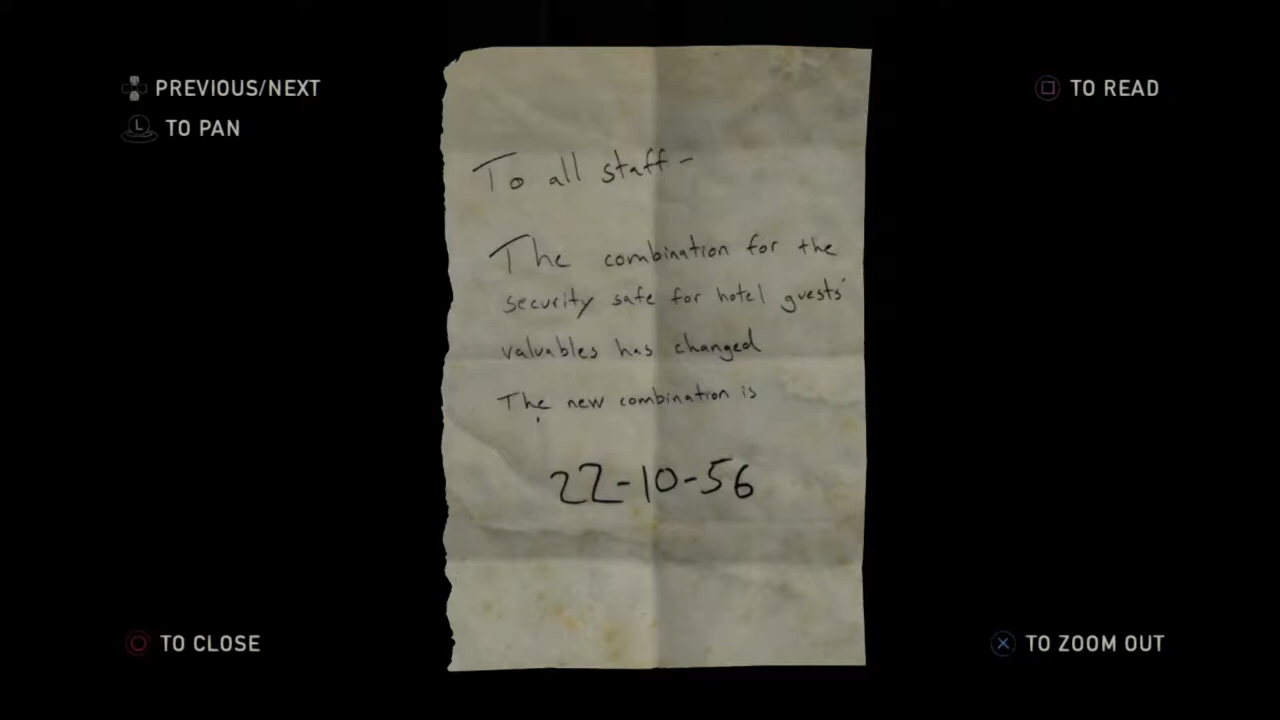 PREVIOUS/NEXT
L TO PAN
TO READ
To all staff -
The combination for the
security safe for hotel guests'
valuables has changed
The new combination is
22-10-56
TO CLOSE
TO ZOOM OUT